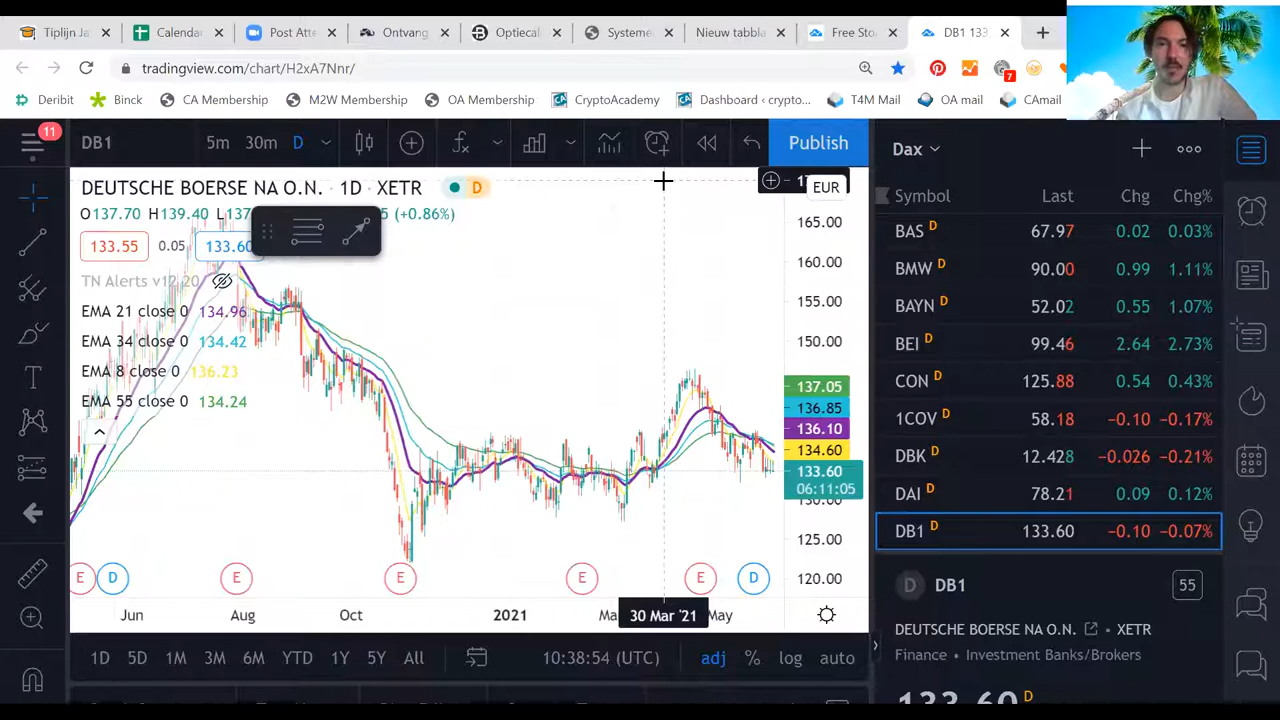 Tiplijn Ja
Calenda
Post Atte
Ontvang
Optiecal
Systeme
Nieuw tabbla
Free Sto
DB1 133
tradingview.com/chart/H2xA7Nnr/
7
Deribit
Binck
CA Membership
M2W Membership
OA Membership
CryptoAcademy
Dashboard ‹ crypto...
T4M Mail
OA mail
CAmail
11
DB1
5m
30m
D
Publish
Dax
DEUTSCHE BOERSE NA O.N. · 1D · XETR
D
EUR
O137.70 H139.40 L137
(+0.86%)
133.55
0.05
133.60
TN Alerts v12.20
EMA 21 close 0 134.96
EMA 34 close 0 134.42
EMA 8 close 0 136.23
EMA 55 close 0 134.24
165.00
160.00
155.00
150.00
137.05
136.85
136.10
134.60
133.60
06:11:05
130.00
125.00
120.00
E
D
E
E
E
E
D
Jun
Aug
Oct
2021
Ma
30 Mar '21
May
1D
5D
1M
3M
6M
YTD
1Y
5Y
All
10:38:54 (UTC)
adj
%
log
auto
Symbol Last Chg Chg%
BAS D 67.97 0.02 0.03%
BMW D 90.00 0.99 1.11%
BAYN D 52.02 0.55 1.07%
BEI D 99.46 2.64 2.73%
CON D 125.88 0.54 0.43%
1COV D 58.18 −0.10 −0.17%
DBK D 12.428 −0.026 −0.21%
DAI D 78.21 0.09 0.12%
DB1 D 133.60 −0.10 −0.07%
D DB1
55
DEUTSCHE BOERSE NA O.N. • XETR
Finance • Investment Banks/Brokers
133.60 D